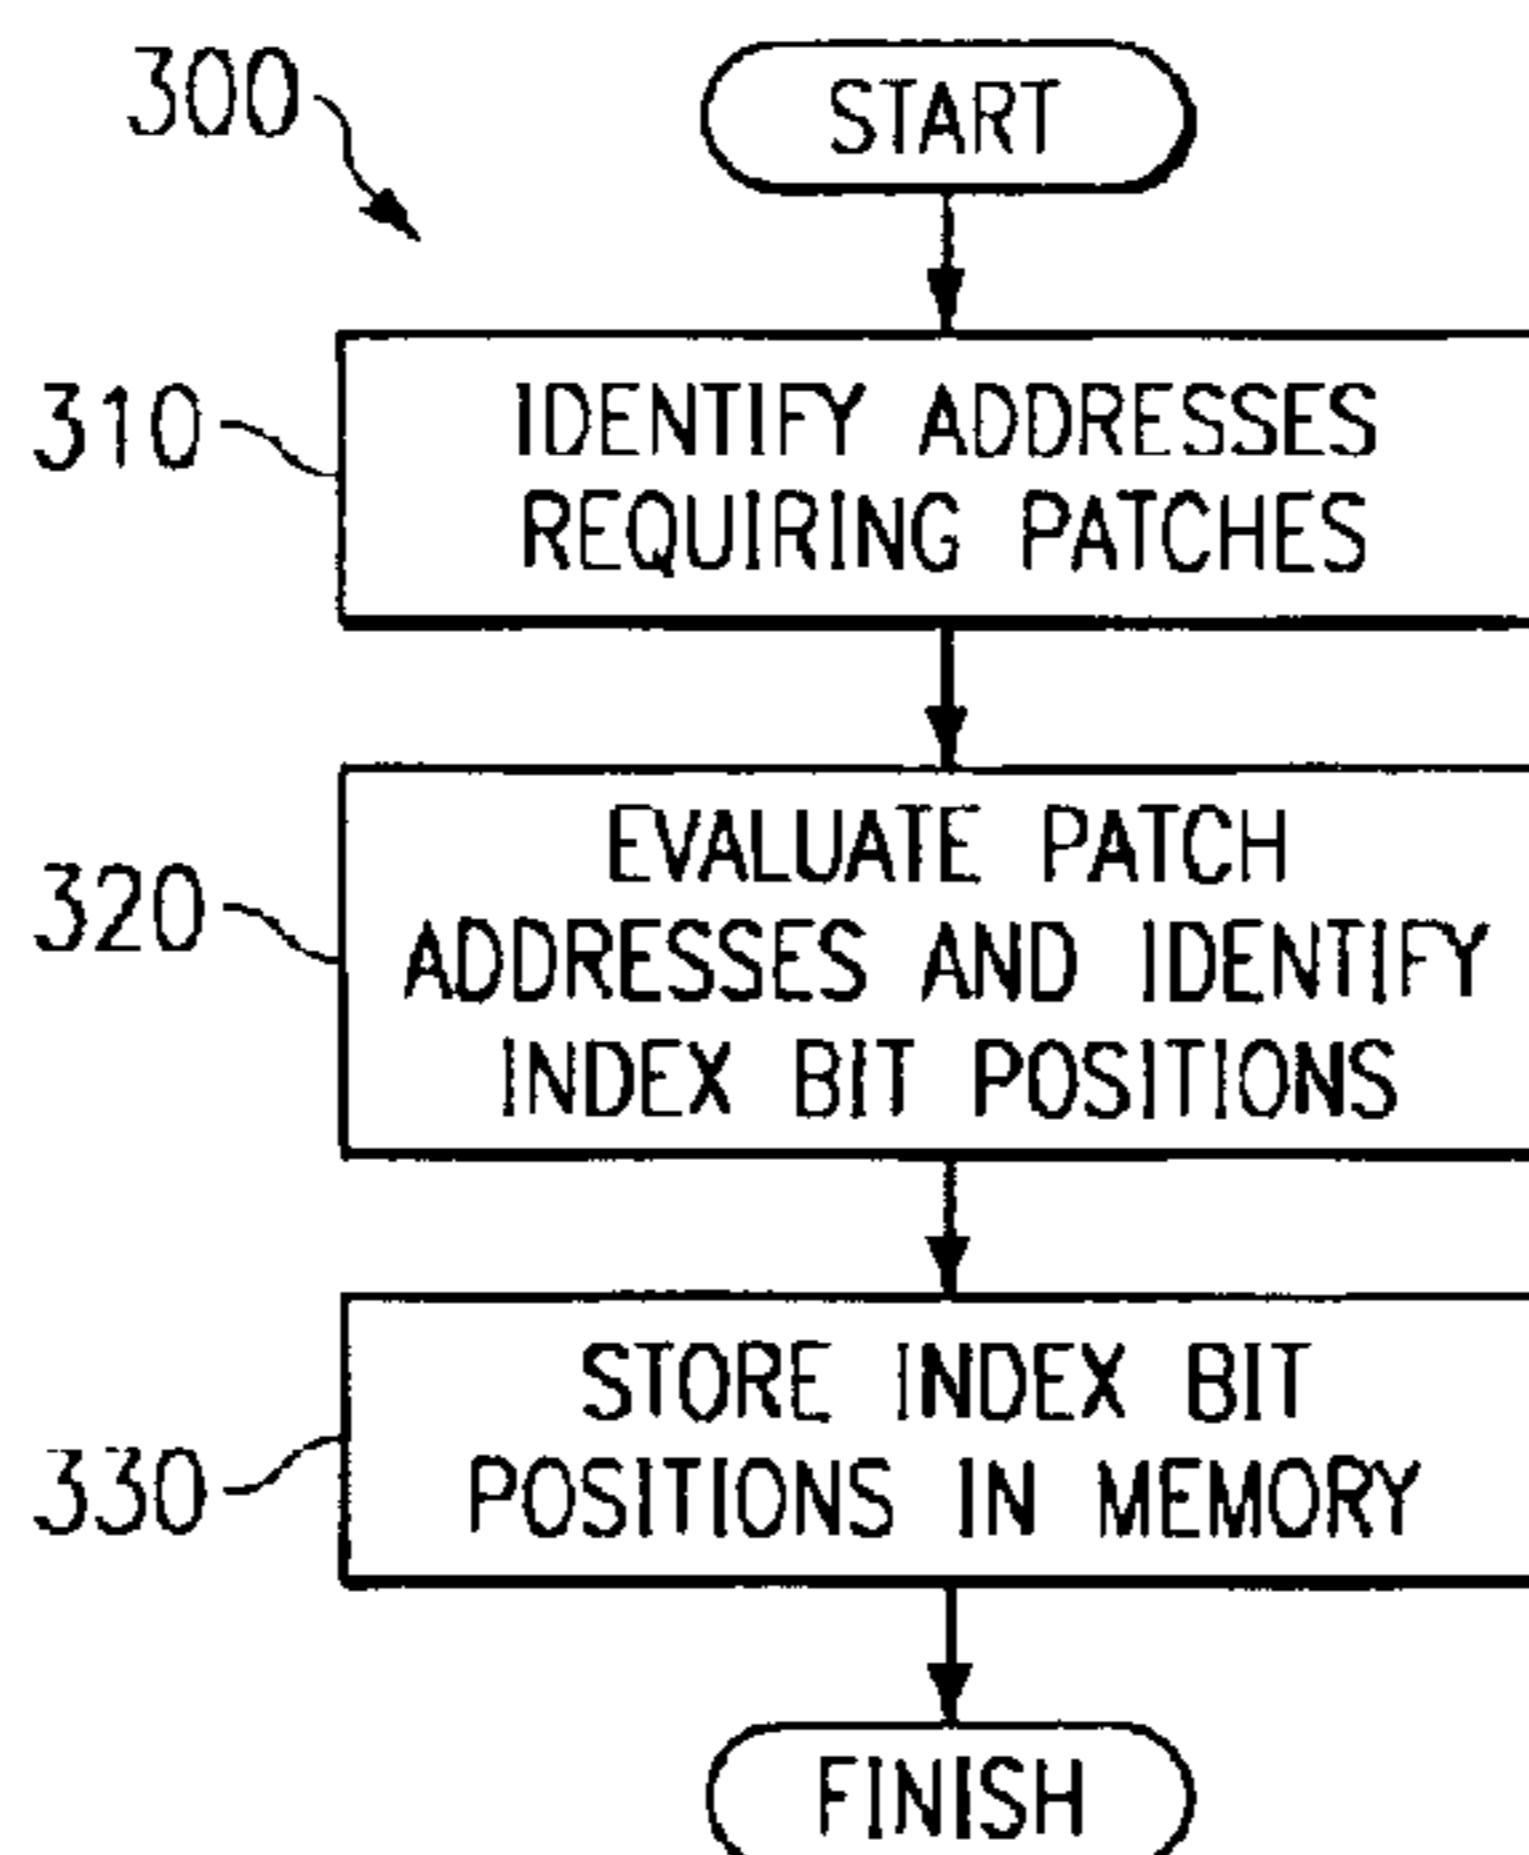 300
START
310
IDENTIFY ADDRESSES
REQUIRING PATCHES
320
EVALUATE PATCH
ADDRESSES AND IDENTIFY
INDEX BIT POSITIONS
330
STORE INDEX BIT
POSITIONS IN MEMORY
FINISH